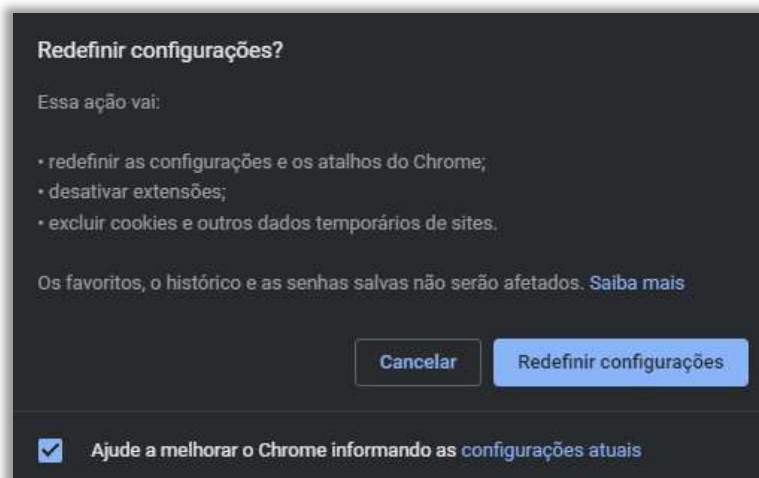 Redefinir configurações?
Essa ação vai:
• redefinir as configurações e os atalhos do Chrome;
• desativar extensões;
• excluir cookies e outros dados temporários de sites.
Os favoritos, o histórico e as senhas salvas não serão afetados. Saiba mais
Cancelar Redefinir configurações
Ajude a melhorar o Chrome informando as configurações atuais